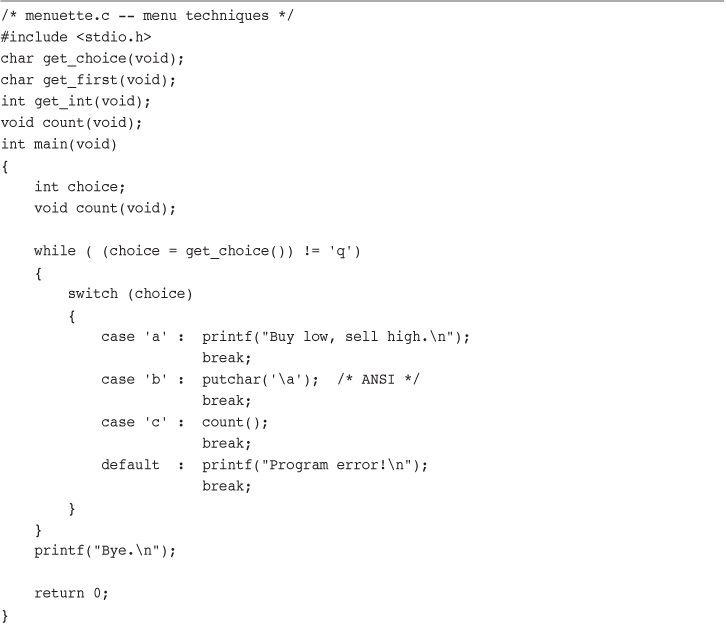 /* menuette.c -- menu techniques */
#include <stdio.h>
char get_choice(void);
char get_first(void);
int get_int(void);
void count(void);
int main(void)
{
    int choice;
    void count(void);

    while ( (choice = get_choice()) != 'q')
    {
        switch (choice)
        {
            case 'a' :  printf("Buy low, sell high.\n");
                        break;
            case 'b' :  putchar('\a');  /* ANSI */
                        break;
            case 'c' :  count();
                        break;
            default  :  printf("Program error!\n");
                        break;
        }
    }
    printf("Bye.\n");

    return 0;
}